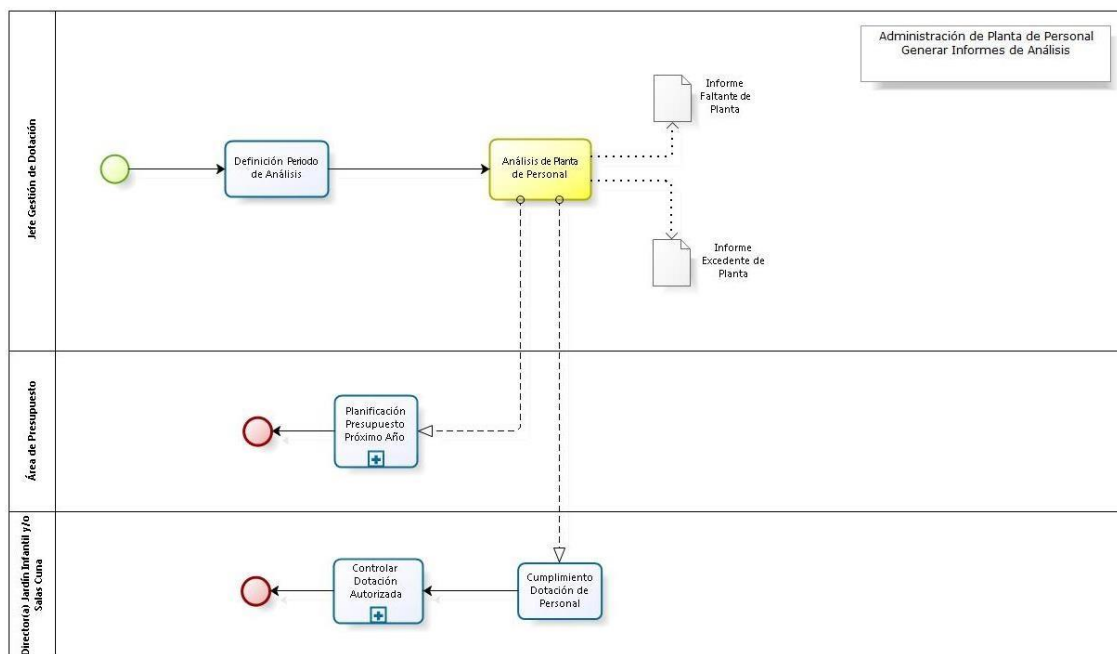 Administración de Planta de Personal
Generar Informes de Análisis
Jefe Gestión de Dotación
Definición Periodo
de Análisis
Análisis de Planta
de Personal
Informe
Faltante de
Planta
Informe
Excedente de
Planta
Área de Presupuesto
Planificación
Presupuesto
Próximo Año
Director(a) Jardín Infantil y/o
Salas Cuna
Controlar
Dotación
Autorizada
Cumplimiento
Dotación de
Personal